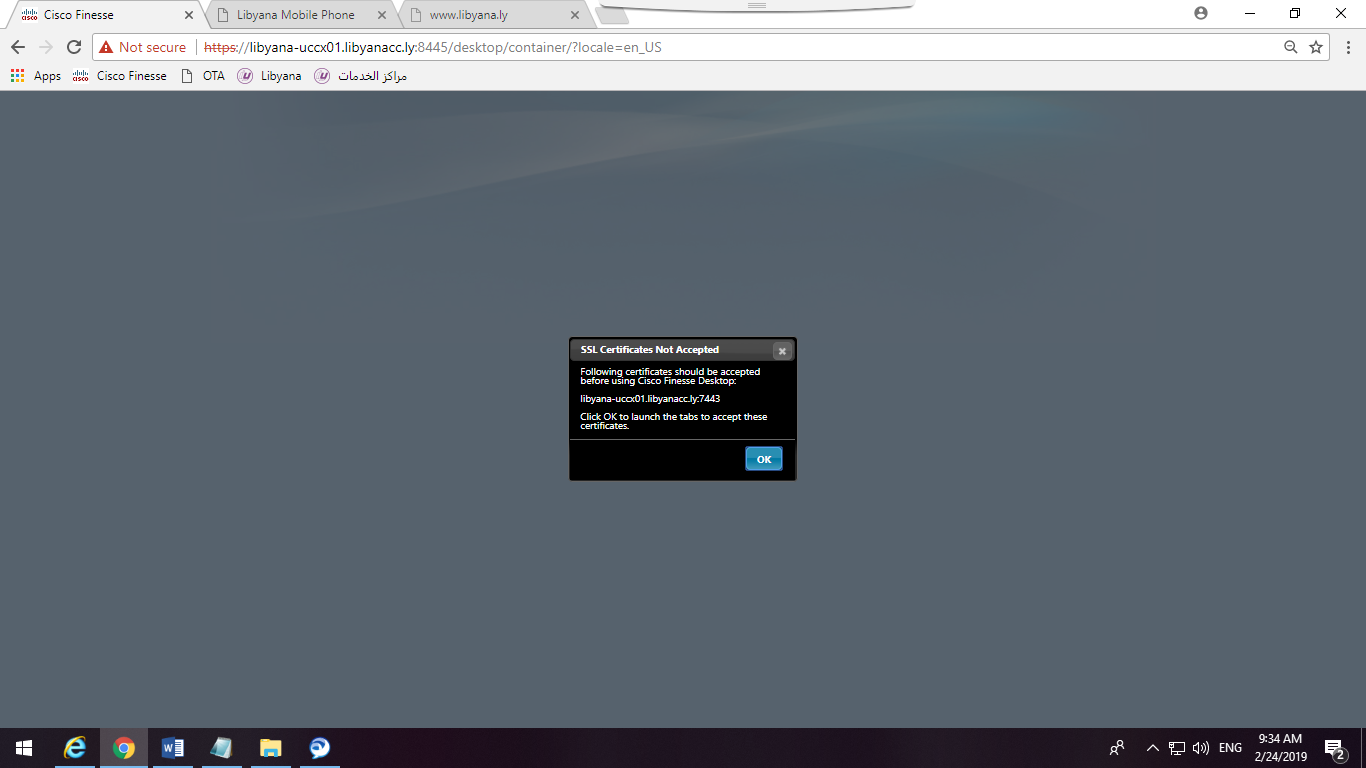 Cisco Finesse
Libyana Mobile Phone
www.libyana.ly
Not secure
https://libyana-uccx01.libyanacc.ly:8445/desktop/container/?locale=en_US
Apps
cisco
Cisco Finesse
OTA
Libyana
مراكز الخدمات
SSL Certificates Not Accepted
Following certificates should be accepted
before using Cisco Finesse Desktop:
libyana-uccx01.libyanacc.ly:7443
Click OK to launch the tabs to accept these
certificates.
OK
ENG
9:34 AM
2/24/2019
2